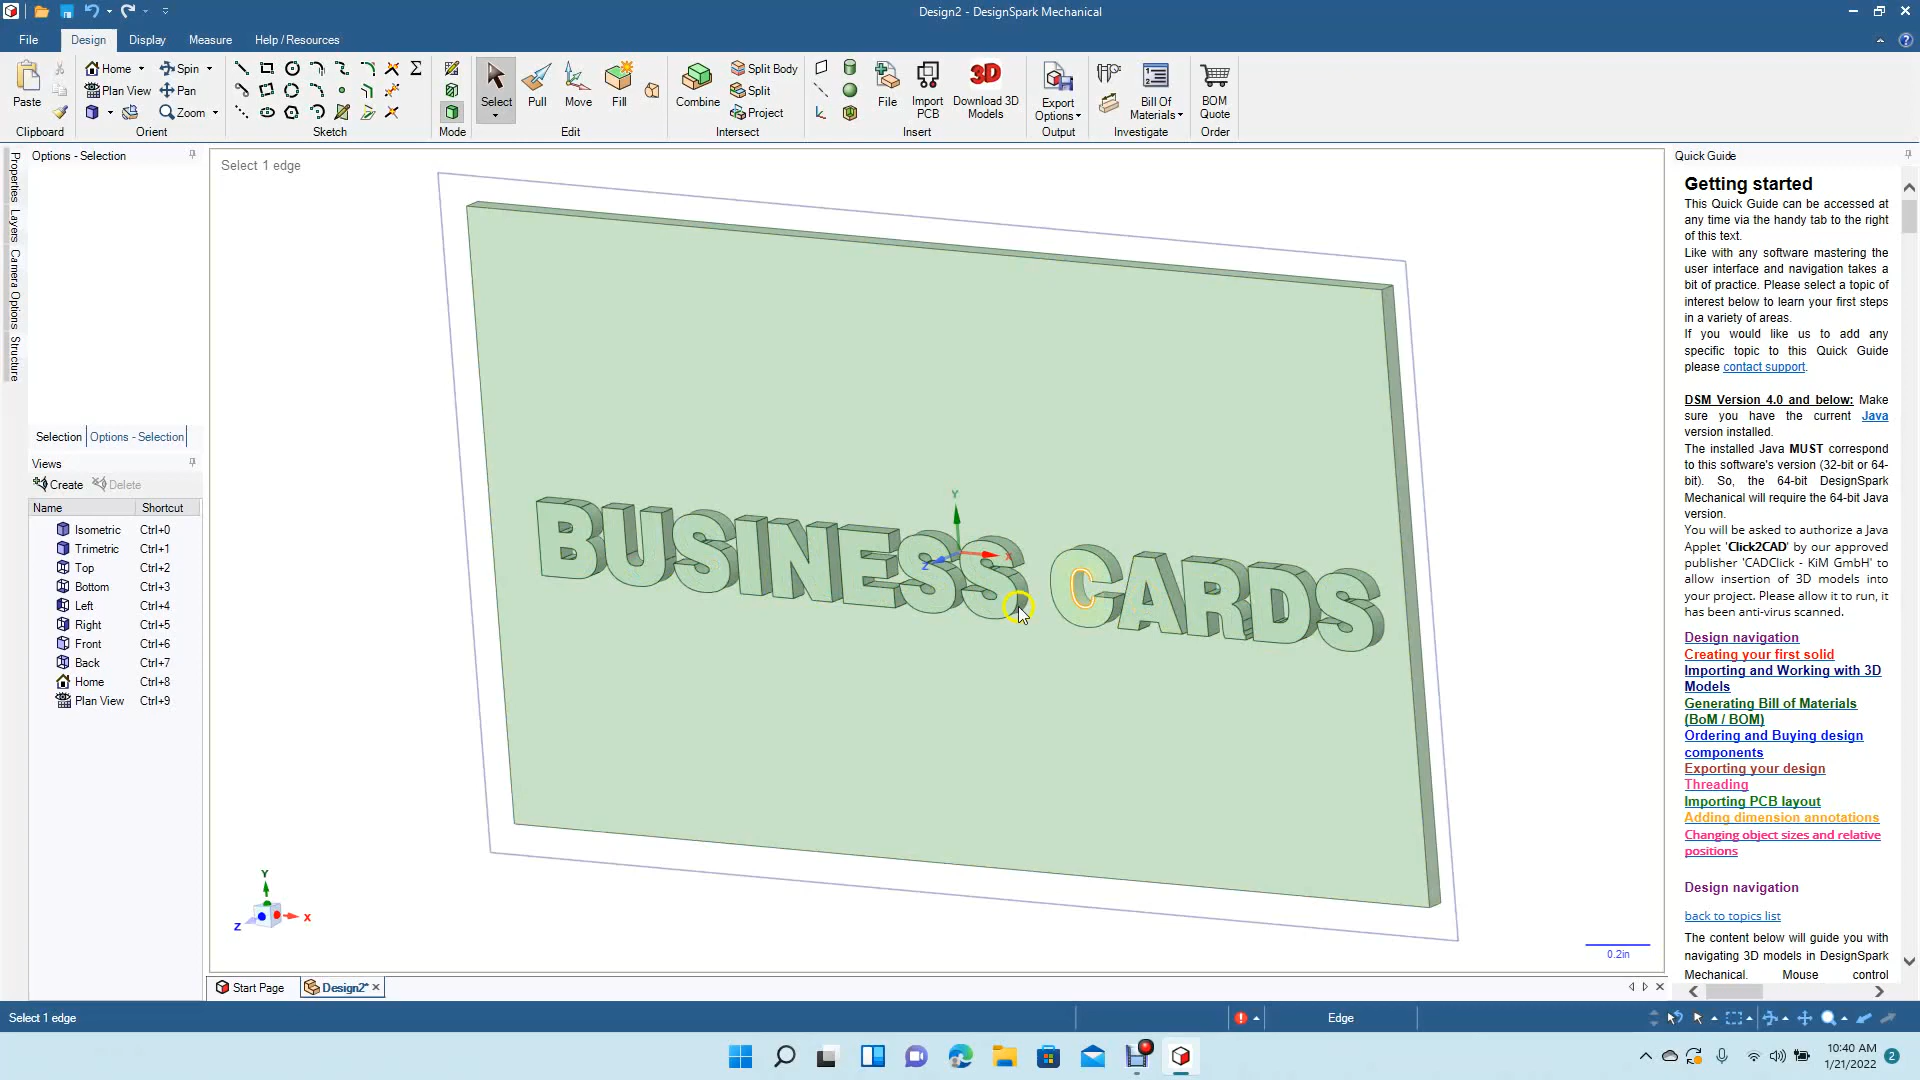 Design2 - DesignSpark Mechanical
File
Design
Display
Measure
Help / Resources
Paste
Home
Plan View
Spin
Pan
Zoom
Select
Pull
Move
Fill
Combine
Split Body
Split
Project
File
Import
PCB
Download 3D
Models
3D
Export
Options
Bill Of
Materials
BOM
Quote
Clipboard
Orient
Sketch
Mode
Edit
Intersect
Insert
Output
Investigate
Order
Properties
Layers
Camera Options
Structure
Options - Selection
Selection
Options - Selection
Views
Create
Delete
Name Shortcut
Isometric Ctrl+0
Trimetric Ctrl+1
Top Ctrl+2
Bottom Ctrl+3
Left Ctrl+4
Right Ctrl+5
Front Ctrl+6
Back Ctrl+7
Home Ctrl+8
Plan View Ctrl+9
Select 1 edge
BUSINESS CARDS
Y
X
Z
Y
X
Z
0.2in
Start Page
Design2*
Quick Guide
Getting started
This Quick Guide can be accessed at
any time via the handy tab to the right
of this text.
Like with any software mastering the
user interface and navigation takes a
bit of practice. Please select a topic of
interest below to learn your first steps
in a variety of areas.
If you would like us to add any
specific topic to this Quick Guide
please contact support.
DSM Version 4.0 and below: Make
sure you have the current Java
version installed.
The installed Java MUST correspond
to this software's version (32-bit or 64-
bit). So, the 64-bit DesignSpark
Mechanical will require the 64-bit Java
version.
You will be asked to authorize a Java
Applet 'Click2CAD' by our approved
publisher 'CADClick - KiM GmbH' to
allow insertion of 3D models into
your project. Please allow it to run, it
has been anti-virus scanned.
Design navigation
Creating your first solid
Importing and Working with 3D
Models
Generating Bill of Materials
(BoM / BOM)
Ordering and Buying design
components
Exporting your design
Threading
Importing PCB layout
Adding dimension annotations
Changing object sizes and relative
positions
Design navigation
back to topics list
The content below will guide you with
navigating 3D models in DesignSpark
Mechanical. Mouse control
Select 1 edge
Edge
10:40 AM
1/21/2022
2